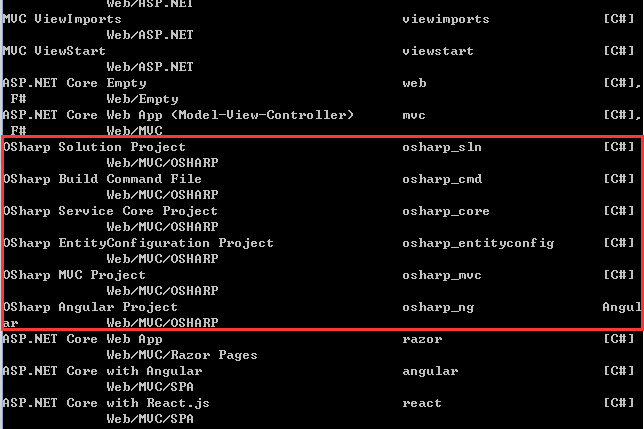 Web/ASP.NET
MVC ViewImports viewimports [C#]
Web/ASP.NET
MVC ViewStart viewstart [C#]
Web/ASP.NET
ASP.NET Core Empty web [C#],
F# Web/Empty
ASP.NET Core Web App (Model-View-Controller) mvc [C#],
F# Web/MVC
OSharp Solution Project osharp_sln [C#]
Web/MVC/OSHARP
OSharp Build Command File osharp_cmd [C#]
Web/MVC/OSHARP
OSharp Service Core Project osharp_core [C#]
Web/MVC/OSHARP
OSharp EntityConfiguration Project osharp_entityconfig [C#]
Web/MVC/OSHARP
OSharp MVC Project osharp_mvc [C#]
Web/MVC/OSHARP
OSharp Angular Project osharp_ng Angul
ar Web/MVC/OSHARP
ASP.NET Core Web App razor [C#]
Web/MVC/Razor Pages
ASP.NET Core with Angular angular [C#]
Web/MVC/SPA
ASP.NET Core with React.js react [C#]
Web/MVC/SPA